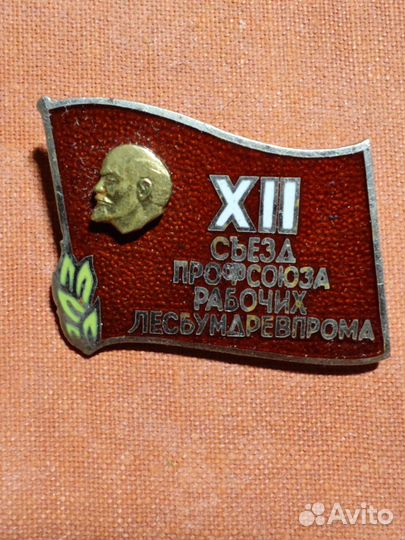 XII
СЪЕЗД
ПРОФСОЮЗА
РАБОЧИХ
ЛЕСБУМДРЕВПРОМА
Avito